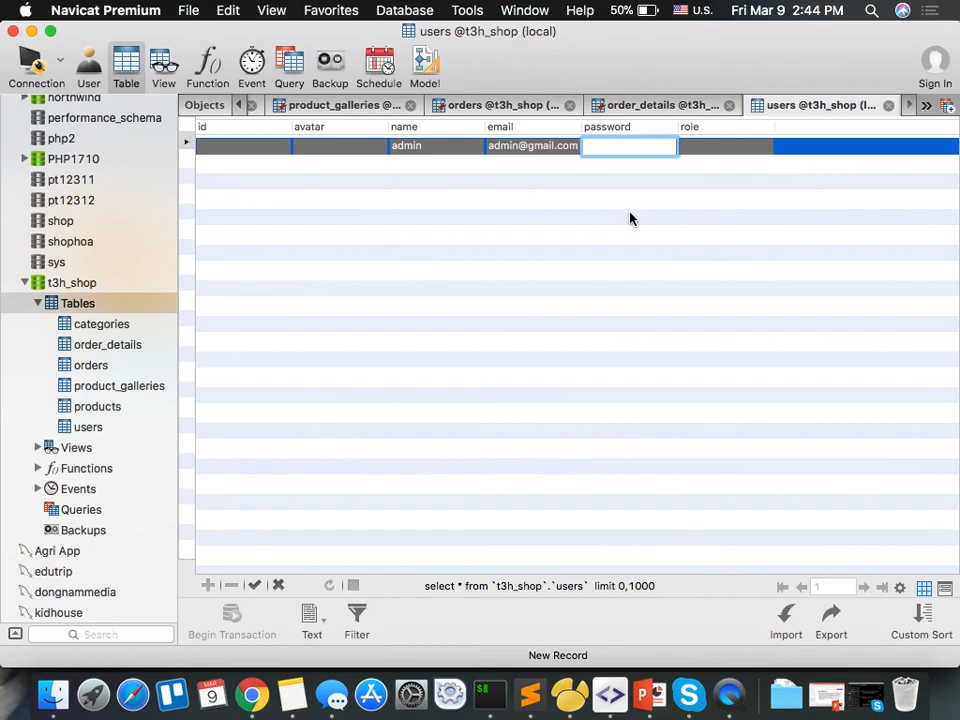 Navicat Premium File Edit View Favorites Database Tools Window Help 50% U.S. Fri Mar 9 2:44 PM
users @t3h_shop (local)
Connection User Table View Function Event Query Backup Schedule Model Sign In
Objects product_galleries @... orders @t3h_shop (... order_details @t3h_... users @t3h_shop (l... »
id avatar name email password role
admin admin@gmail.com
northwind
performance_schema
php2
PHP1710
pt12311
pt12312
shop
shophoa
sys
t3h_shop
Tables
categories
order_details
orders
product_galleries
products
users
Views
Functions
Events
Queries
Backups
Agri App
edutrip
dongnammedia
kidhouse
Search
select * from `t3h_shop`.`users` limit 0,1000 1
Begin Transaction Text Filter Import Export Custom Sort
New Record
MAR
9